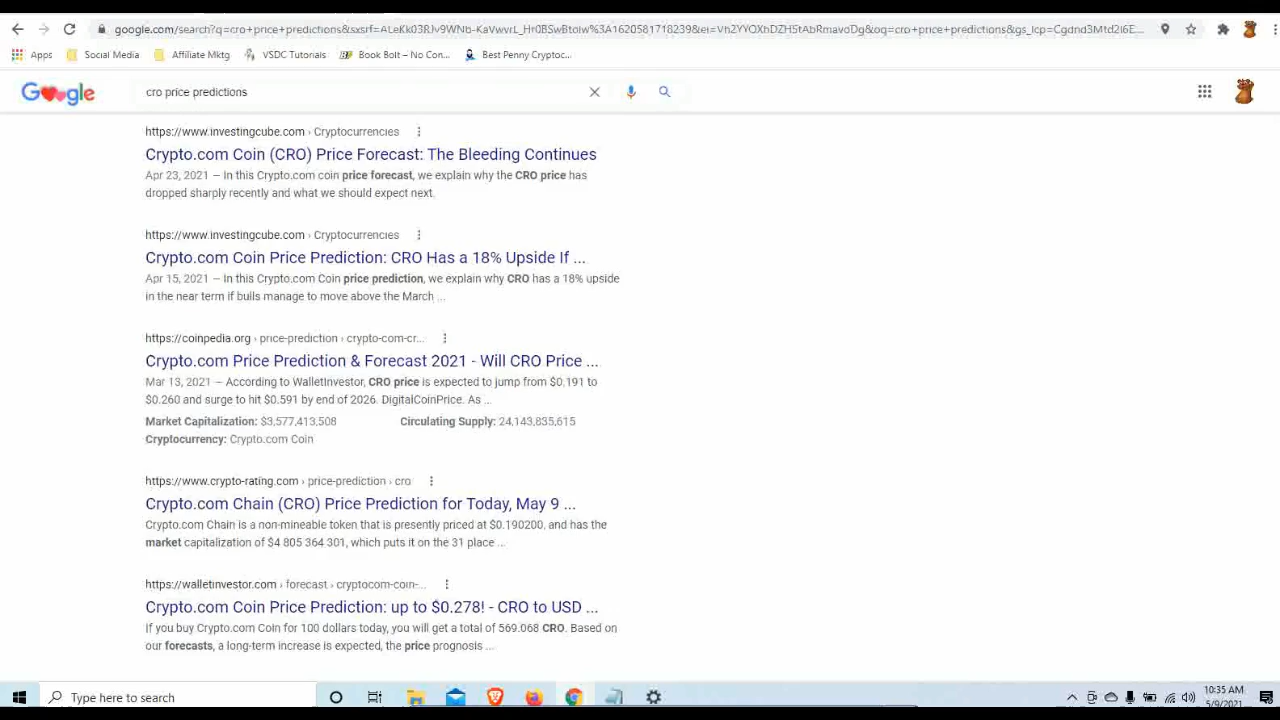 Apps Social Media Affiliate Mktg VSDC Tutorials Book Bolt – No Con... Best Penny Cryptoc...
Google cro price predictions
https://www.investingcube.com › Cryptocurrencies
Crypto.com Coin (CRO) Price Forecast: The Bleeding Continues
Apr 23, 2021 — In this Crypto.com coin price forecast, we explain why the CRO price has
dropped sharply recently and what we should expect next.
https://www.investingcube.com › Cryptocurrencies
Crypto.com Coin Price Prediction: CRO Has a 18% Upside If ...
Apr 15, 2021 — In this Crypto.com Coin price prediction, we explain why CRO has a 18% upside
in the near term if bulls manage to move above the March ...
https://coinpedia.org › price-prediction › crypto-com-cr...
Crypto.com Price Prediction & Forecast 2021 - Will CRO Price ...
Mar 13, 2021 — According to WalletInvestor, CRO price is expected to jump from $0.191 to
$0.260 and surge to hit $0.591 by end of 2026. DigitalCoinPrice. As ...
Market Capitalization: $3,577,413,508 Circulating Supply: 24,143,835,615
Cryptocurrency: Crypto.com Coin
https://www.crypto-rating.com › price-prediction › cro
Crypto.com Chain (CRO) Price Prediction for Today, May 9 ...
Crypto.com Chain is a non-mineable token that is presently priced at $0.190200, and has the
market capitalization of $4 805 364 301, which puts it on the 31 place ...
https://walletinvestor.com › forecast › cryptocom-coin-...
Crypto.com Coin Price Prediction: up to $0.278! - CRO to USD ...
If you buy Crypto.com Coin for 100 dollars today, you will get a total of 569.068 CRO. Based on
our forecasts, a long-term increase is expected, the price prognosis ...
Type here to search
10:35 AM
5/9/2021